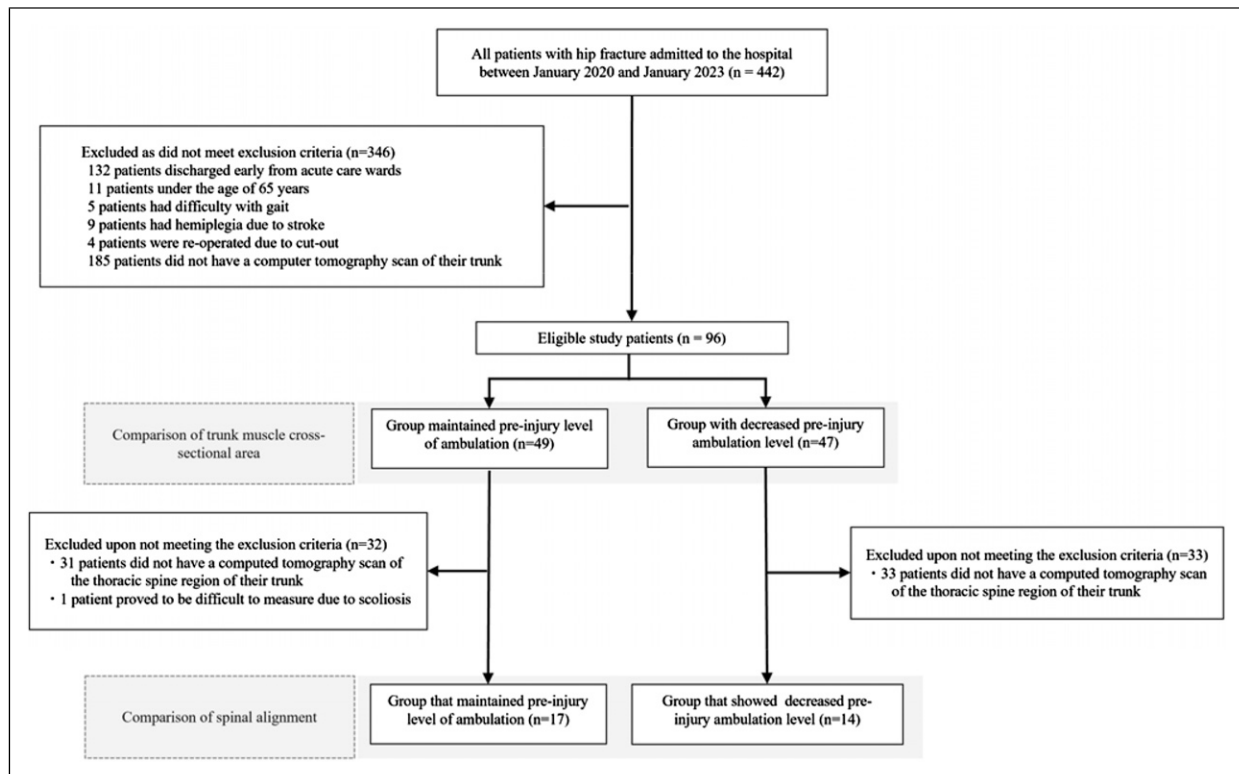 All patients with hip fracture admitted to the hospital
between January 2020 and January 2023 (n = 442)
Excluded as did not meet exclusion criteria (n=346)
132 patients discharged early from acute care wards
11 patients under the age of 65 years
5 patients had difficulty with gait
9 patients had hemiplegia due to stroke
4 patients were re-operated due to cut-out
185 patients did not have a computer tomography scan of their trunk
Eligible study patients (n = 96)
Comparison of trunk muscle cross-
sectional area
Group maintained pre-injury level
of ambulation (n=49)
Group with decreased pre-injury
ambulation level (n=47)
Excluded upon not meeting the exclusion criteria (n=32)
・31 patients did not have a computed tomography scan of
the thoracic spine region of their trunk
・1 patient proved to be difficult to measure due to scoliosis
Excluded upon not meeting the exclusion criteria (n=33)
・33 patients did not have a computed tomography scan
of the thoracic spine region of their trunk
Comparison of spinal alignment
Group that maintained pre-injury
level of ambulation (n=17)
Group that showed decreased pre-
injury ambulation level (n=14)